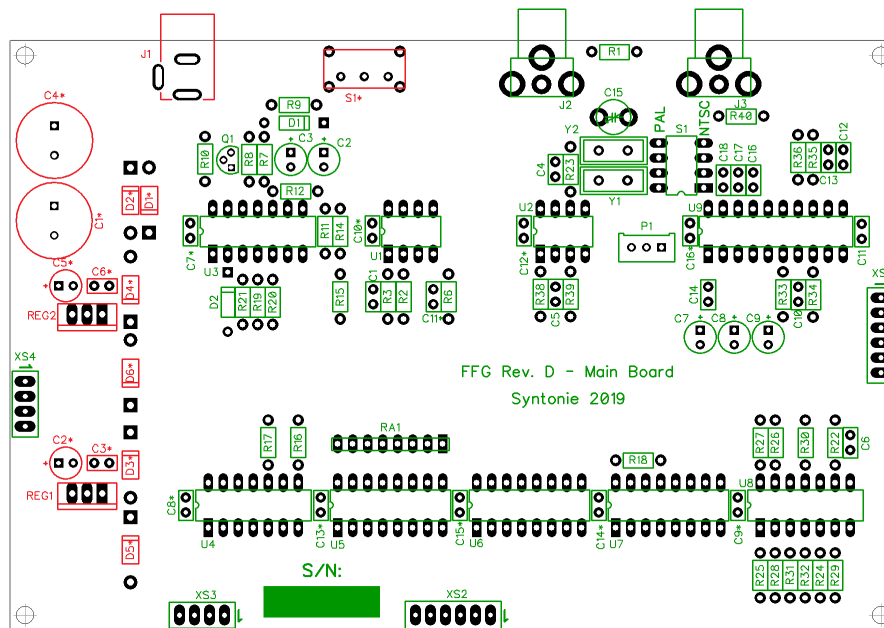 J1
S1*
R1
J2
J3
C15
PAL
NTSC
S1
R40
C4*
R9
D1
Q1
C3
C2
R10
R8
R7
R12
Y2
Y1
C4
R23
C18
C17
C16
R36
R35
C12
C13
D2*
D1*
C1*
C7*
U3
R11
R14
C10*
U1
U2
C12*
P1
U9
C16*
C11
C5*
C6*
D4*
REG2
D2
R21
R19
R20
R15
C1
R3
R2
C11*
R6
R38
C5
R39
C14
R33
C10
R34
C7
C8
C9
XS
XS4
1
D6*
FFG Rev. D - Main Board
Syntonie 2019
C2*
C3*
D3*
REG1
R17
R16
RA1
R18
R27
R26
R30
R22
C6
C8*
U4
C13*
U5
C15*
U6
C14*
U7
C9*
U8
D5*
S/N:
R25
R28
R31
R32
R24
R29
XS3
1
XS2
1